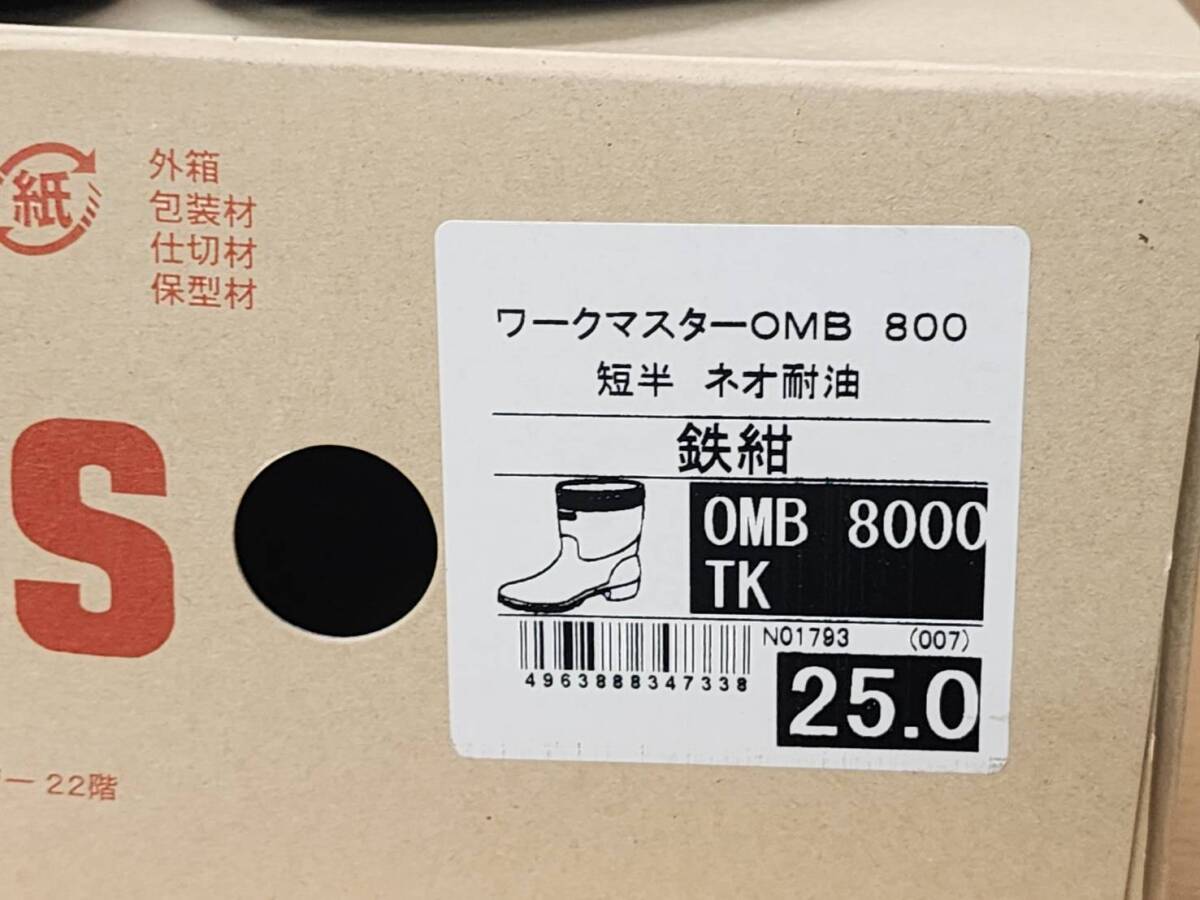 紙
外箱
包装材
仕切材
保型材
S
ー22階
ワークマスターOMB 800
短半 ネオ耐油
鉄紺
OMB 8000
TK
N01793 (007)
4963888347338
25.0